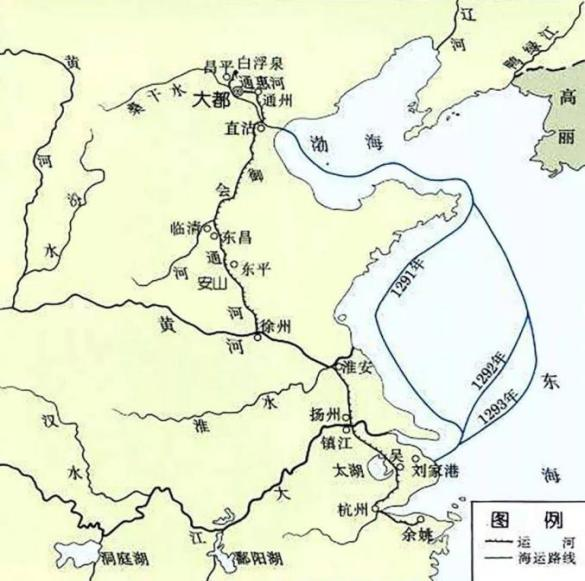 辽河
鸭绿江
高丽
黄河
昌平
白浮泉
通惠河
大都
通州
桑干水
直沽
渤海
御
会
汾水
临清
东昌
河
通
东平
安山
河
1291年
黄河
徐州
1292年
1293年
东海
淮安
淮水
汉水
扬州
镇江
吴
太湖
刘家港
大江
杭州
余姚
洞庭湖
鄱阳湖
图例
运河
海运路线